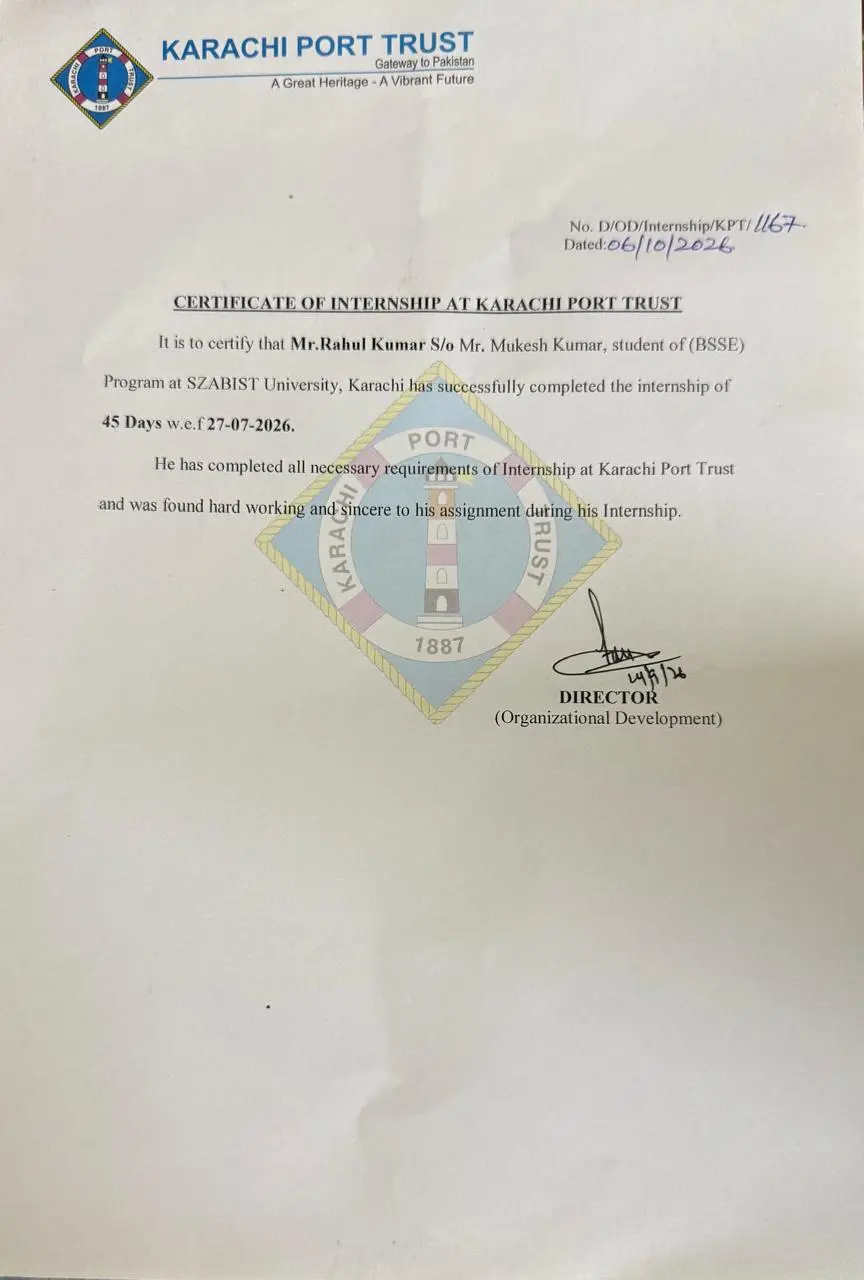 KARACHI PORT TRUST
Gateway to Pakistan
A Great Heritage - A Vibrant Future
KARACHI PORT TRUST
1887
No. D/OD/Internship/KPT/1167.
Dated:06/10/2026.
CERTIFICATE OF INTERNSHIP AT KARACHI PORT TRUST
It is to certify that Mr.Rahul Kumar S/o Mr. Mukesh Kumar, student of (BSSE)
Program at SZABIST University, Karachi has successfully completed the internship of
45 Days w.e.f 27-07-2026.
He has completed all necessary requirements of Internship at Karachi Port Trust
and was found hard working and sincere to his assignment during his Internship.
KARACHI PORT TRUST
1887
DIRECTOR
(Organizational Development)